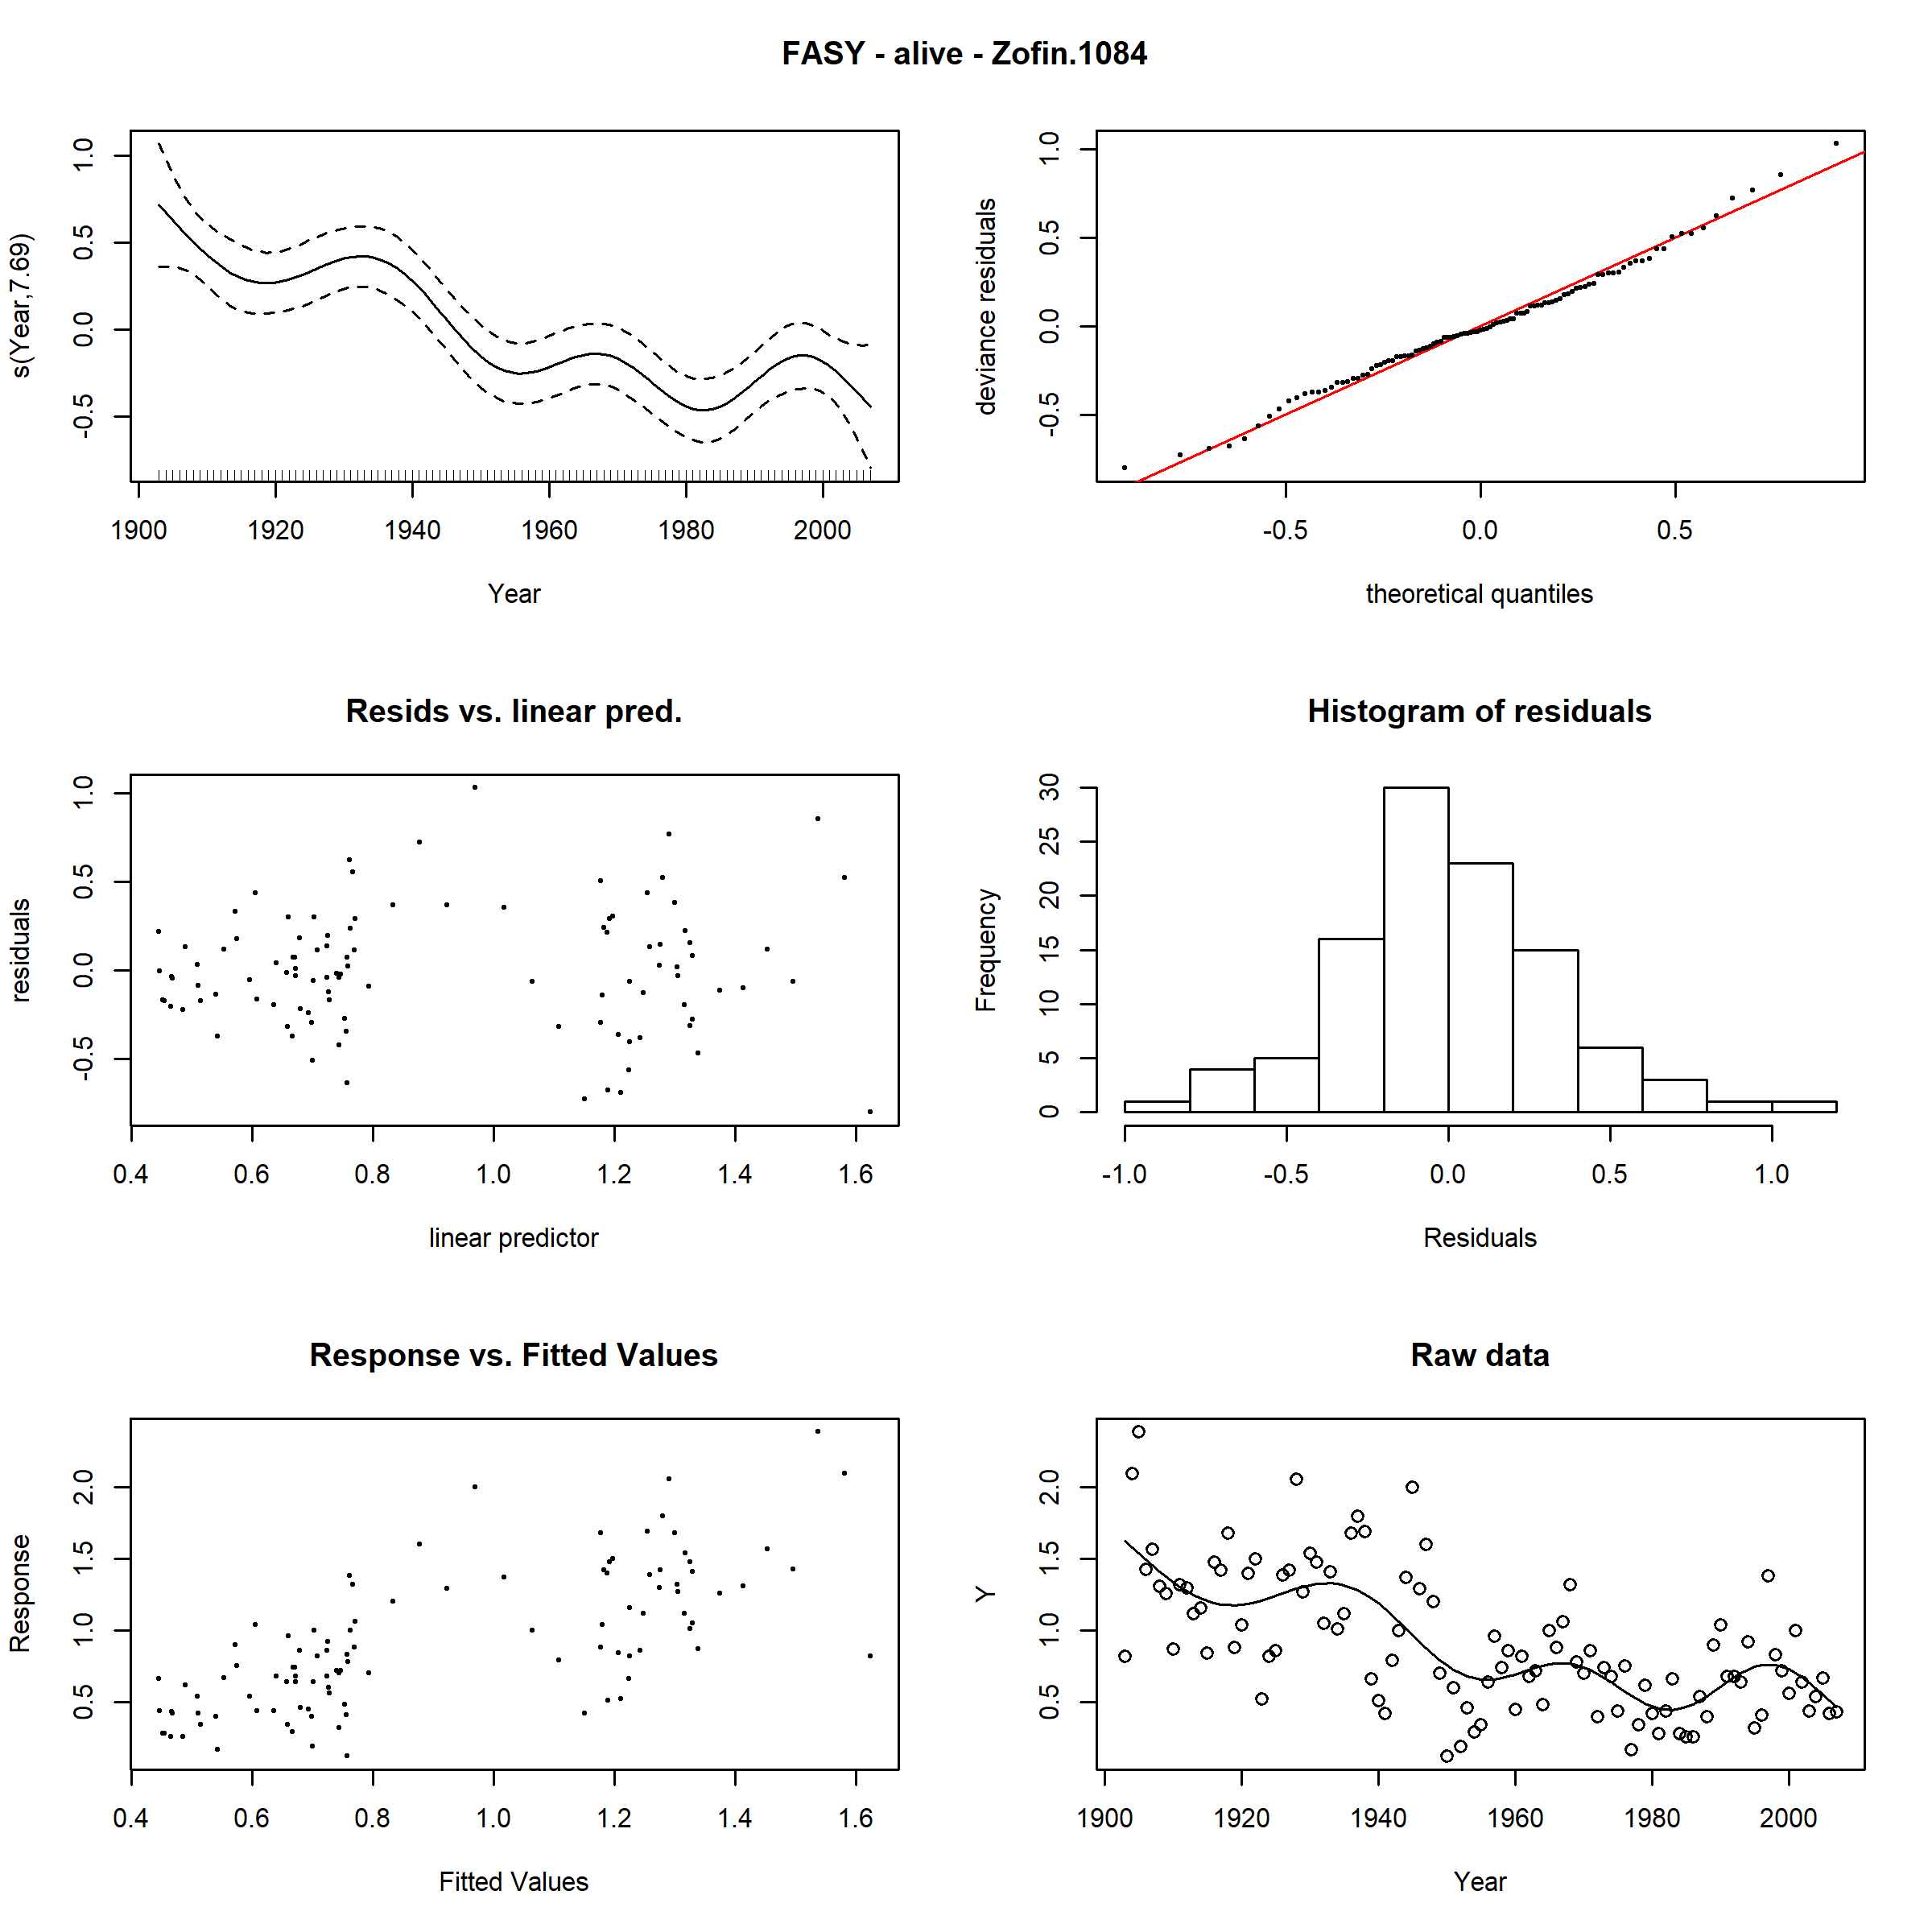 FASY - alive - Zofin.1084
s(Year,7.69)
1.0
0.5
0.0
-0.5
1900 1920 1940 1960 1980 2000
Year
deviance residuals
1.0
0.5
0.0
-0.5
-0.5 0.0 0.5
theoretical quantiles
Resids vs. linear pred.
residuals
1.0
0.5
0.0
-0.5
0.4 0.6 0.8 1.0 1.2 1.4 1.6
linear predictor
Histogram of residuals
Frequency
30
25
20
15
10
5
0
-1.0 -0.5 0.0 0.5 1.0
Residuals
Response vs. Fitted Values
Response
2.0
1.5
1.0
0.5
0.4 0.6 0.8 1.0 1.2 1.4 1.6
Fitted Values
Raw data
Y
2.0
1.5
1.0
0.5
1900 1920 1940 1960 1980 2000
Year